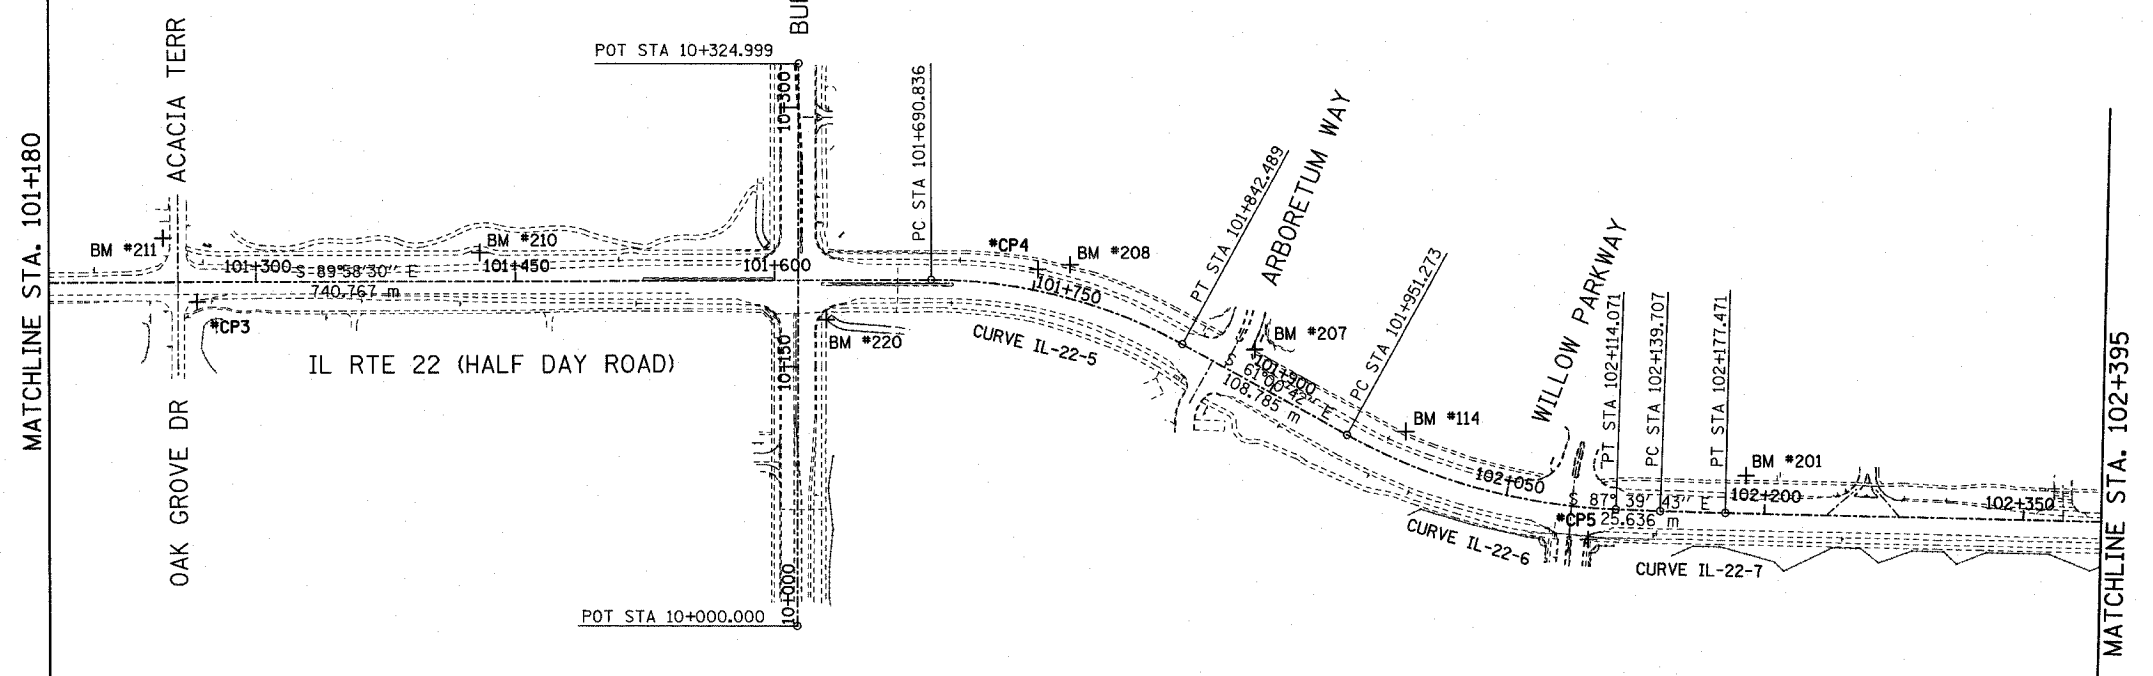 MATCHLINE STA. 101+180
ACACIA TERR
OAK GROVE DR
BM #211
*CP3
101+300
S 89°58'30" E
740.767 m
BM #210
101+450
IL RTE 22 (HALF DAY ROAD)
POT STA 10+324.999
10+300
101+600
10+150
BM #220
10+000
POT STA 10+000.000
PC STA 101+690.836
*CP4
BM #208
101+750
CURVE IL-22-5
PT STA 101+842.489
ARBORETUM WAY
BM #207
101+900
S 61°00'42" E
108.785 m
PC STA 101+951.273
BM #114
WILLOW PARKWAY
102+050
CURVE IL-22-6
PT STA 102+114.071
PC STA 102+139.707
PT STA 102+177.471
S 87°39'43" E
*CP5
25.636 m
BM #201
102+200
CURVE IL-22-7
102+350
MATCHLINE STA. 102+395